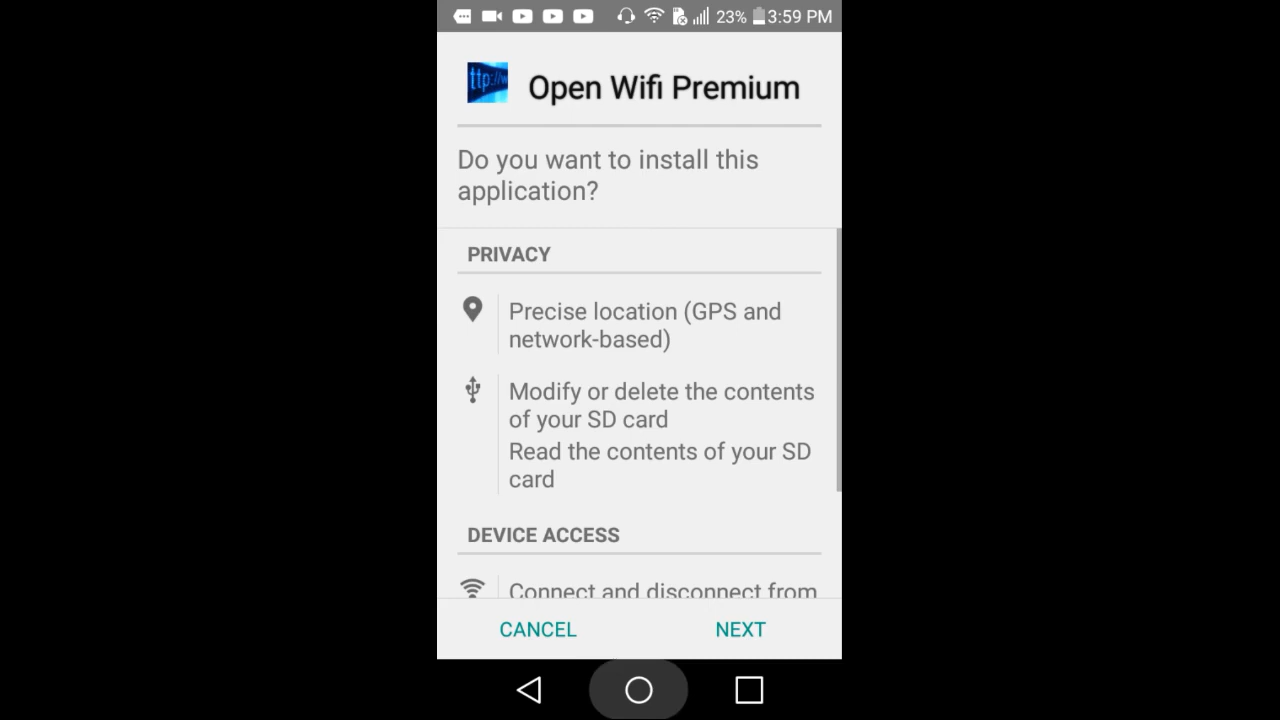 23% 3:59 PM
ttp://w
Open Wifi Premium
Do you want to install this
application?
PRIVACY
Precise location (GPS and
network-based)
Modify or delete the contents
of your SD card
Read the contents of your SD
card
DEVICE ACCESS
Connect and disconnect from
CANCEL NEXT